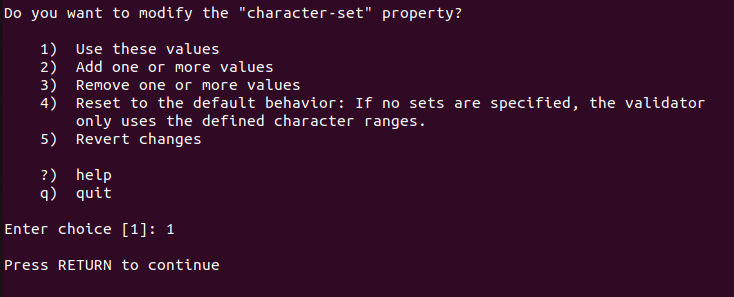 Do you want to modify the "character-set" property?
1) Use these values
2) Add one or more values
3) Remove one or more values
4) Reset to the default behavior: If no sets are specified, the validator
only uses the defined character ranges.
5) Revert changes
?) help
q) quit
Enter choice [1]: 1
Press RETURN to continue